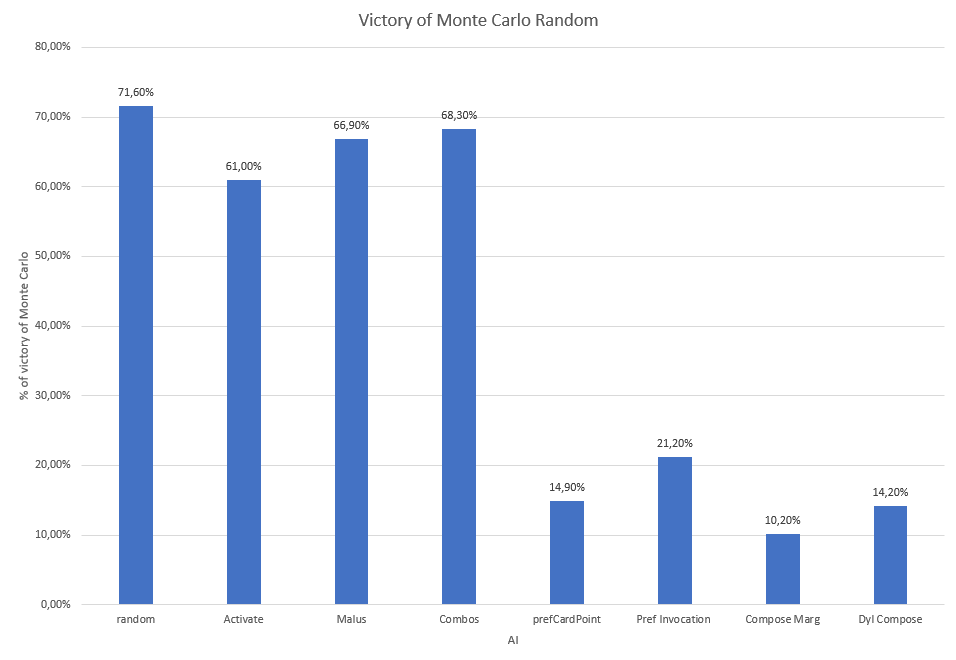 Victory of Monte Carlo Random
80,00%
70,00%
60,00%
50,00%
40,00%
30,00%
20,00%
10,00%
0,00%
% of victory of Monte Carlo
71,60%
61,00%
66,90%
68,30%
14,90%
21,20%
10,20%
14,20%
random
Activate
Malus
Combos
prefCardPoint
Pref Invocation
Compose Marg
Dyl Compose
AI